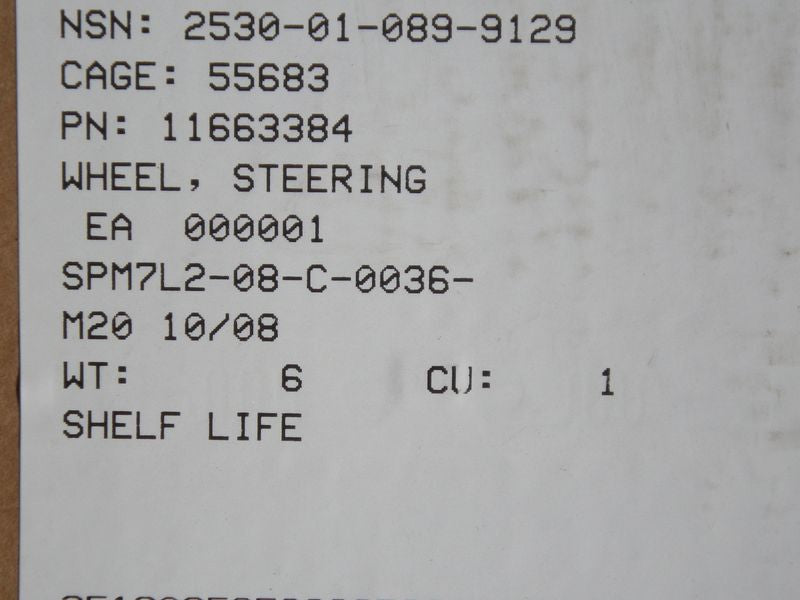 NSN: 2530-01-089-9129
CAGE: 55683
PN: 11663384
WHEEL, STEERING
EA 000001
SPM7L2-08-C-0036-
M20 10/08
WT: 6 CU: 1
SHELF LIFE